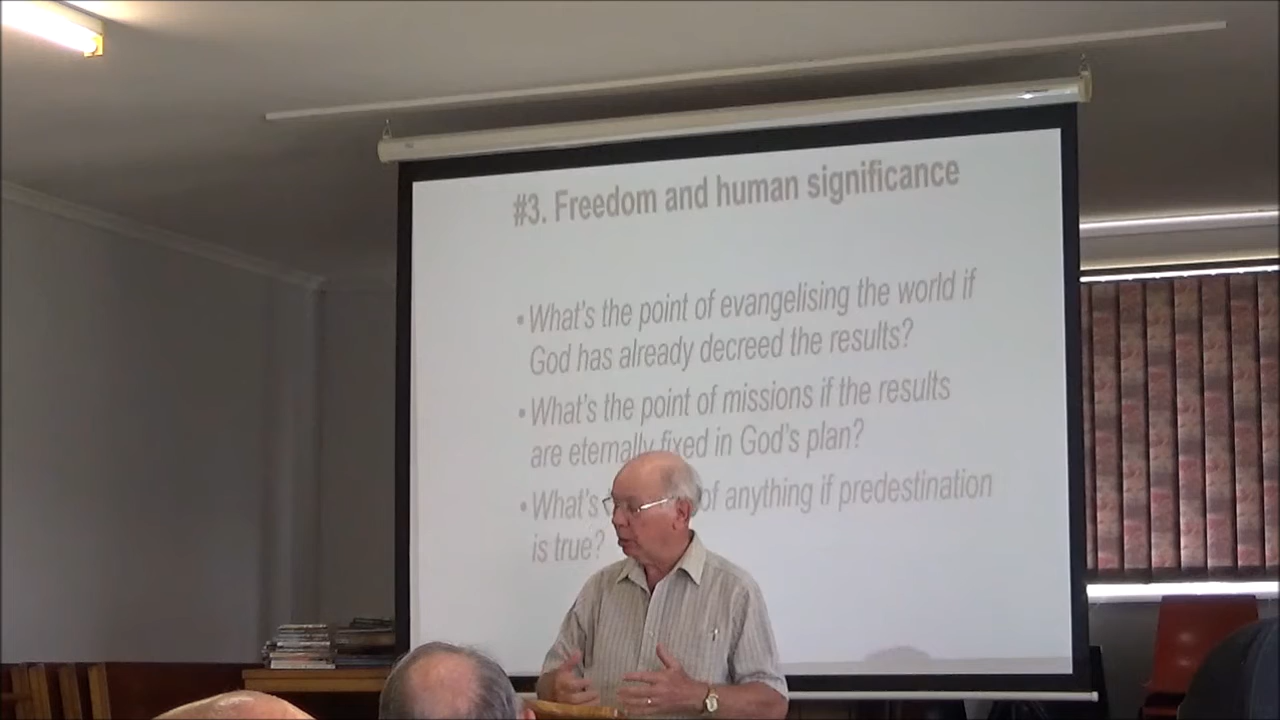 #3. Freedom and human significance
• What's the point of evangelising the world if
God has already decreed the results?
• What's the point of missions if the results
are eternally fixed in God's plan?
• What's of anything if predestination
is true?